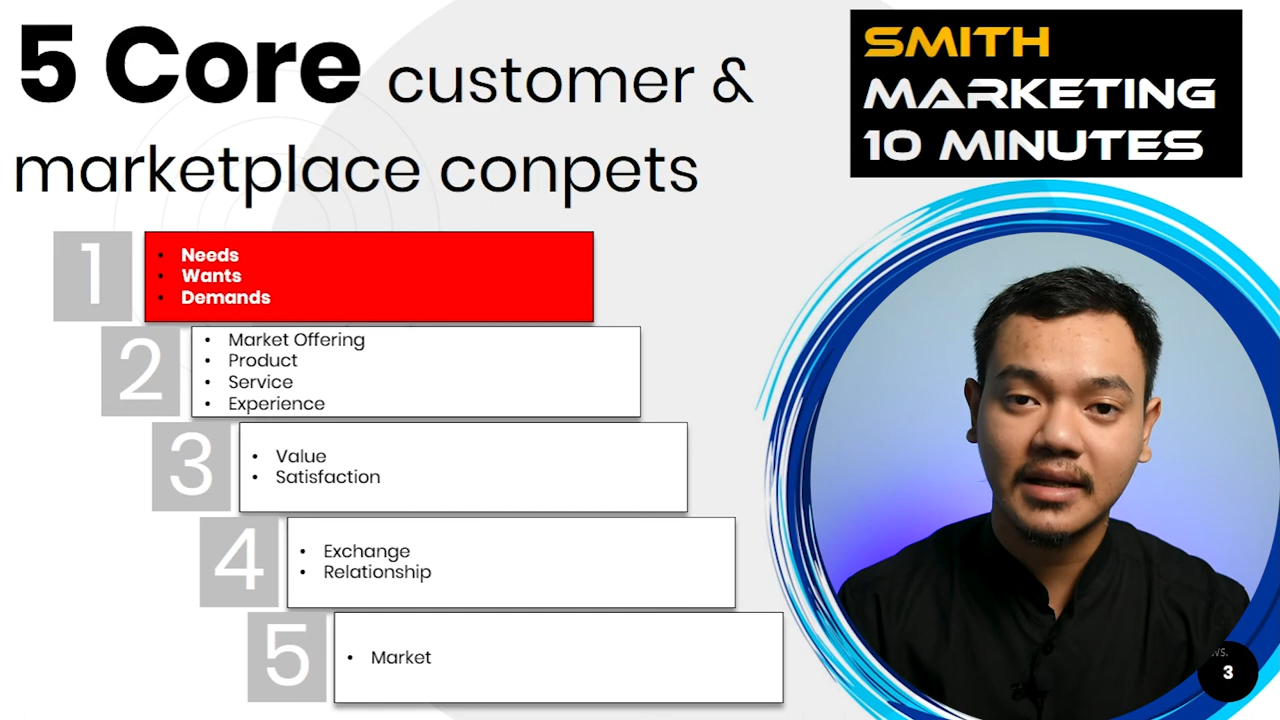 5 Core customer &
marketplace conpets
SMITH
MARKETING
10 MINUTES
1
• Needs
• Wants
• Demands
2
• Market Offering
• Product
• Service
• Experience
3
• Value
• Satisfaction
4
• Exchange
• Relationship
5
• Market
3